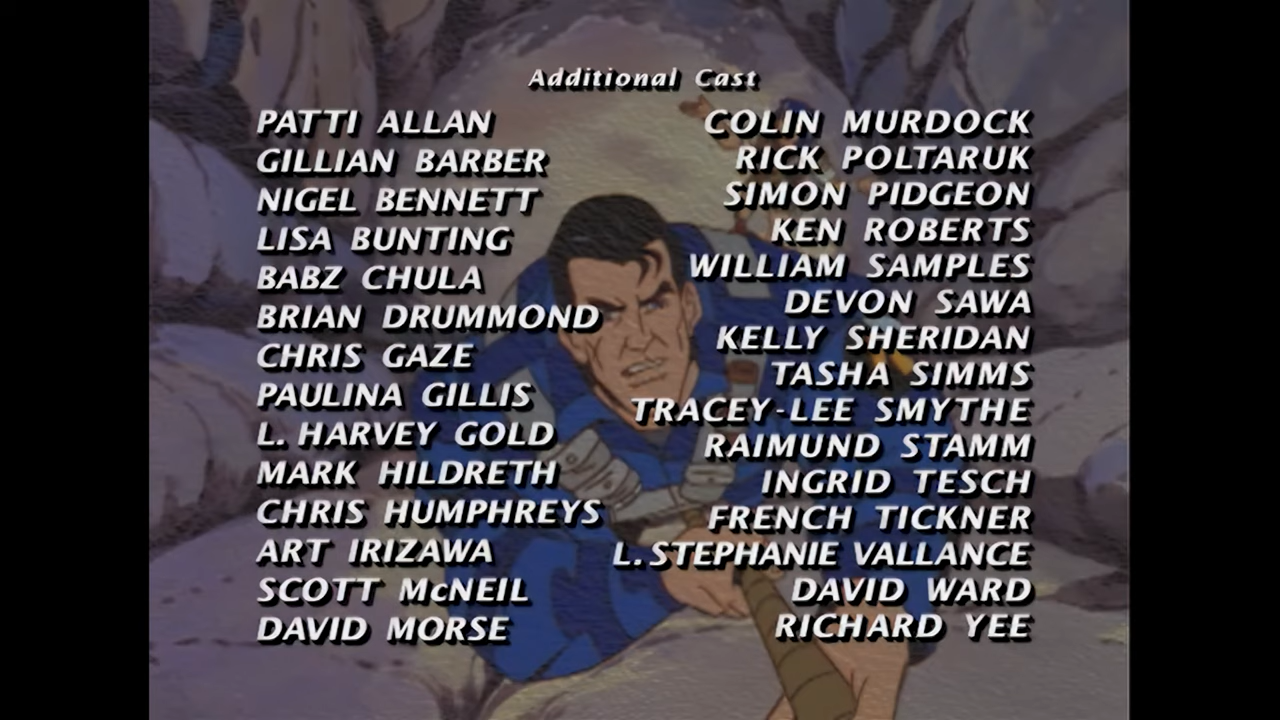 Additional Cast
PATTI ALLAN
GILLIAN BARBER
NIGEL BENNETT
LISA BUNTING
BABZ CHULA
BRIAN DRUMMOND
CHRIS GAZE
PAULINA GILLIS
L. HARVEY GOLD
MARK HILDRETH
CHRIS HUMPHREYS
ART IRIZAWA
SCOTT McNEIL
DAVID MORSE
COLIN MURDOCK
RICK POLTARUK
SIMON PIDGEON
KEN ROBERTS
WILLIAM SAMPLES
DEVON SAWA
KELLY SHERIDAN
TASHA SIMMS
TRACEY-LEE SMYTHE
RAIMUND STAMM
INGRID TESCH
FRENCH TICKNER
L. STEPHANIE VALLANCE
DAVID WARD
RICHARD YEE